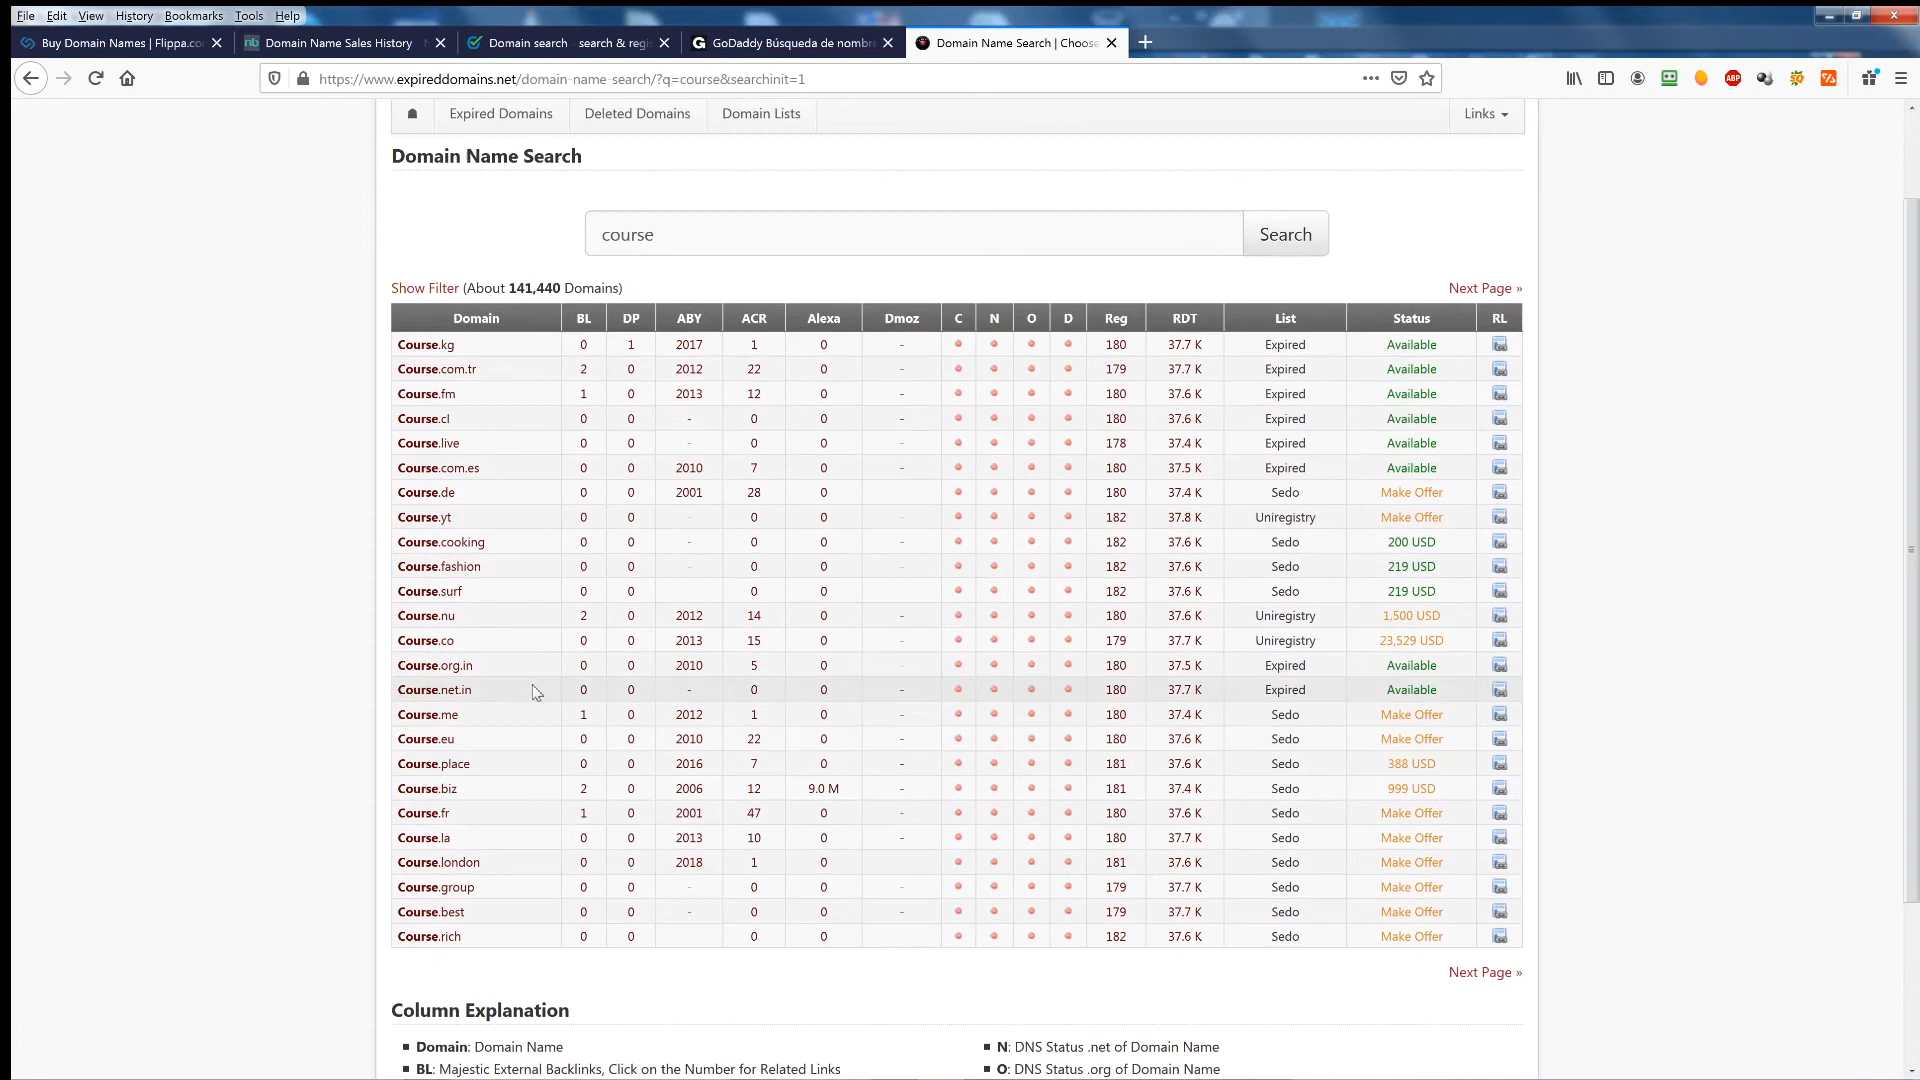 File Edit View History Bookmarks Tools Help
Buy Domain Names | Flippa.co
Domain Name Sales History
Domain search search & regis
GoDaddy Búsqueda de nombre
Domain Name Search | Choose
https://www.expireddomains.net/domain-name-search/?q=course&searchinit=1
Expired Domains Deleted Domains Domain Lists Links
Domain Name Search
course Search
Show Filter (About 141,440 Domains) Next Page »
Domain BL DP ABY ACR Alexa Dmoz C N O D Reg RDT List Status RL
Course.kg 0 1 2017 1 0 - 180 37.7 K Expired Available
Course.com.tr 2 0 2012 22 0 - 179 37.7 K Expired Available
Course.fm 1 0 2013 12 0 - 180 37.6 K Expired Available
Course.cl 0 0 - 0 0 - 180 37.6 K Expired Available
Course.live 0 0 - 0 0 - 178 37.4 K Expired Available
Course.com.es 0 0 2010 7 0 - 180 37.5 K Expired Available
Course.de 0 0 2001 28 0 180 37.4 K Sedo Make Offer
Course.yt 0 0 - 0 0 - 182 37.8 K Uniregistry Make Offer
Course.cooking 0 0 - 0 0 - 182 37.6 K Sedo 200 USD
Course.fashion 0 0 - 0 0 - 182 37.6 K Sedo 219 USD
Course.surf 0 0 0 0 182 37.6 K Sedo 219 USD
Course.nu 2 0 2012 14 0 - 180 37.6 K Uniregistry 1,500 USD
Course.co 0 0 2013 15 0 - 179 37.7 K Uniregistry 23,529 USD
Course.org.in 0 0 2010 5 0 - 180 37.5 K Expired Available
Course.net.in 0 0 - 0 0 - 180 37.7 K Expired Available
Course.me 1 0 2012 1 0 - 180 37.4 K Sedo Make Offer
Course.eu 0 0 2010 22 0 - 180 37.6 K Sedo Make Offer
Course.place 0 0 2016 7 0 - 181 37.6 K Sedo 388 USD
Course.biz 2 0 2006 12 9.0 M - 181 37.4 K Sedo 999 USD
Course.fr 1 0 2001 47 0 - 180 37.6 K Sedo Make Offer
Course.la 0 0 2013 10 0 - 180 37.7 K Sedo Make Offer
Course.london 0 0 2018 1 0 181 37.6 K Sedo Make Offer
Course.group 0 0 - 0 0 - 179 37.7 K Sedo Make Offer
Course.best 0 0 - 0 0 - 179 37.7 K Sedo Make Offer
Course.rich 0 0 0 0 182 37.6 K Sedo Make Offer
Next Page »
Column Explanation
Domain: Domain Name
BL: Majestic External Backlinks, Click on the Number for Related Links
N: DNS Status .net of Domain Name
O: DNS Status .org of Domain Name